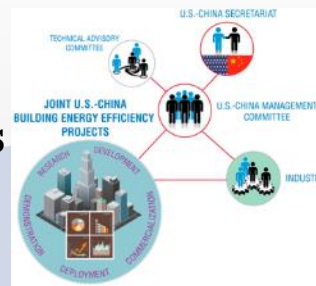 U.S.-CHINA SECRETARIAT
TECHNICAL ADVISORY
COMMITTEE
JOINT U.S.-CHINA
BUILDING ENERGY EFFICIENCY
PROJECTS
U.S.-CHINA MANAGEMENT
COMMITTEE
RESEARCH
DEVELOPMENT
DEMONSTRATION
COMMERCIALIZATION
DEPLOYMENT